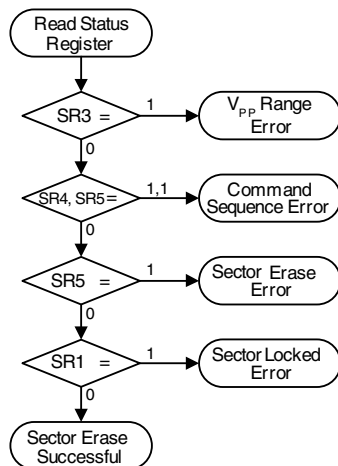 Read Status
Register
SR3 =
1
VPP Range
Error
0
SR4, SR5=
1,1
Command
Sequence Error
0
SR5 =
1
Sector Erase
Error
0
SR1 =
1
Sector Locked
Error
0
Sector Erase
Successful